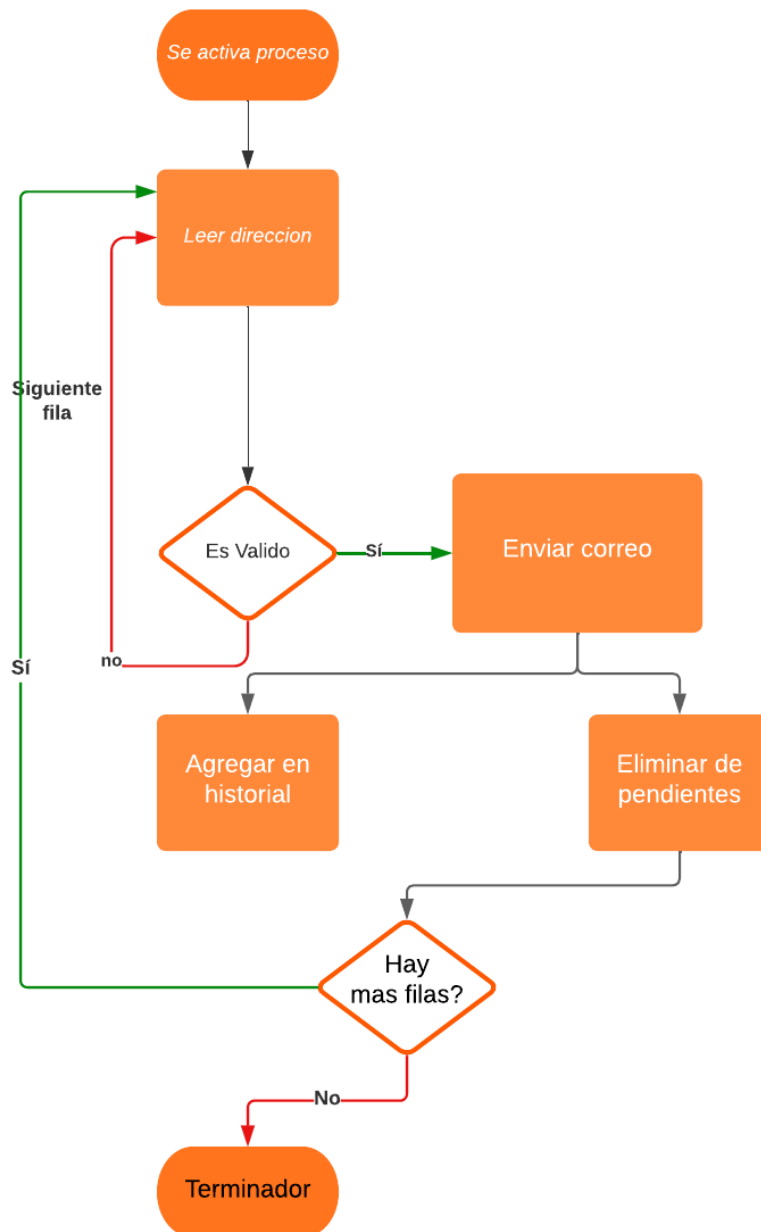 Se activa proceso
Leer direccion
Siguiente
fila
Es Valido
Sí
Enviar correo
no
Sí
Agregar en
historial
Eliminar de
pendientes
Hay
mas filas?
No
Terminador